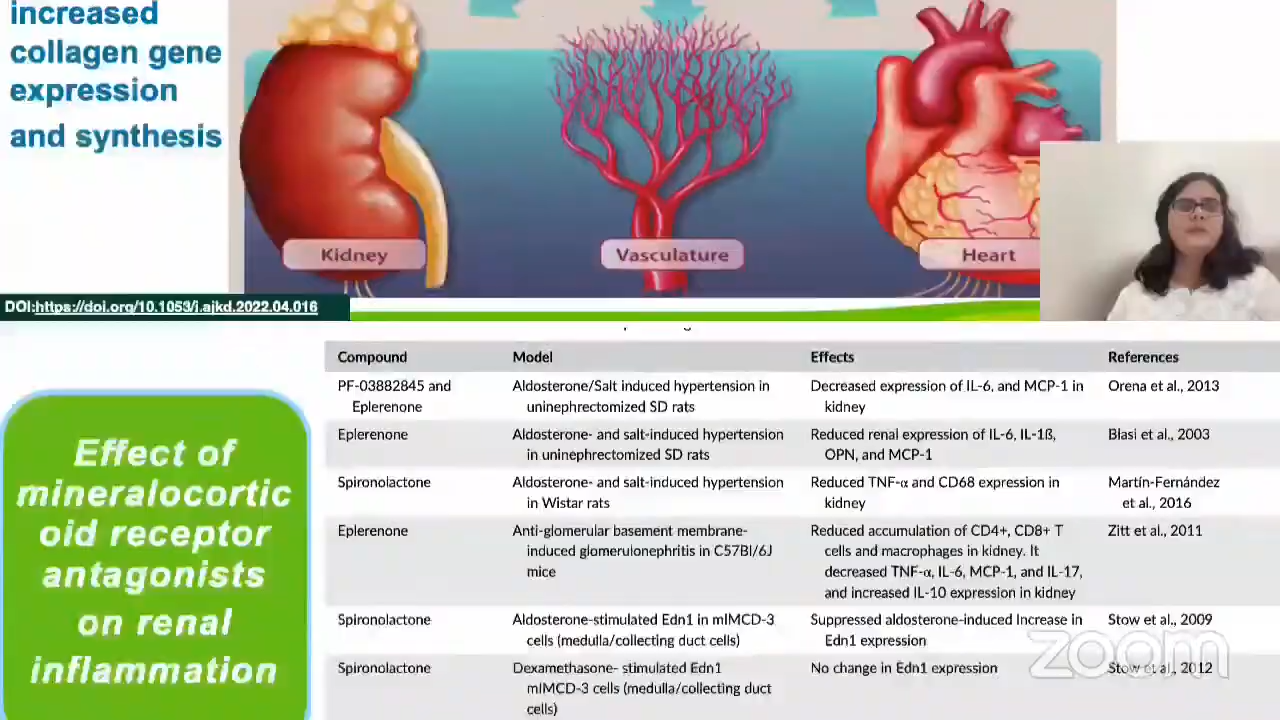 increased
collagen gene
expression
and synthesis
Kidney
Vasculature
Heart
DOI:https://doi.org/10.1053/j.ajkd.2022.04.016
Effect of
mineralocortic
oid receptor
antagonists
on renal
inflammation
Compound Model Effects References
PF-03882845 and Aldosterone/Salt induced hypertension in Decreased expression of IL-6, and MCP-1 in Orena et al., 2013
Eplerenone uninephrectomized SD rats kidney
Eplerenone Aldosterone- and salt-induced hypertension Reduced renal expression of IL-6, IL-1ß, Blasi et al., 2003
in uninephrectomized SD rats OPN, and MCP-1
Spironolactone Aldosterone- and salt-induced hypertension Reduced TNF-α and CD68 expression in Martín-Fernández
in Wistar rats kidney et al., 2016
Eplerenone Anti-glomerular basement membrane- Reduced accumulation of CD4+, CD8+ T Zitt et al., 2011
induced glomerulonephritis in C57Bl/6J cells and macrophages in kidney. It
mice decreased TNF-α, IL-6, MCP-1, and IL-17,
and increased IL-10 expression in kidney
Spironolactone Aldosterone-stimulated Edn1 in mIMCD-3 Suppressed aldosterone-induced Increase in Stow et al., 2009
cells (medulla/collecting duct cells) Edn1 expression
Spironolactone Dexamethasone- stimulated Edn1 No change in Edn1 expression Stow et al., 2012
mIMCD-3 cells (medulla/collecting duct
cells)
zoom